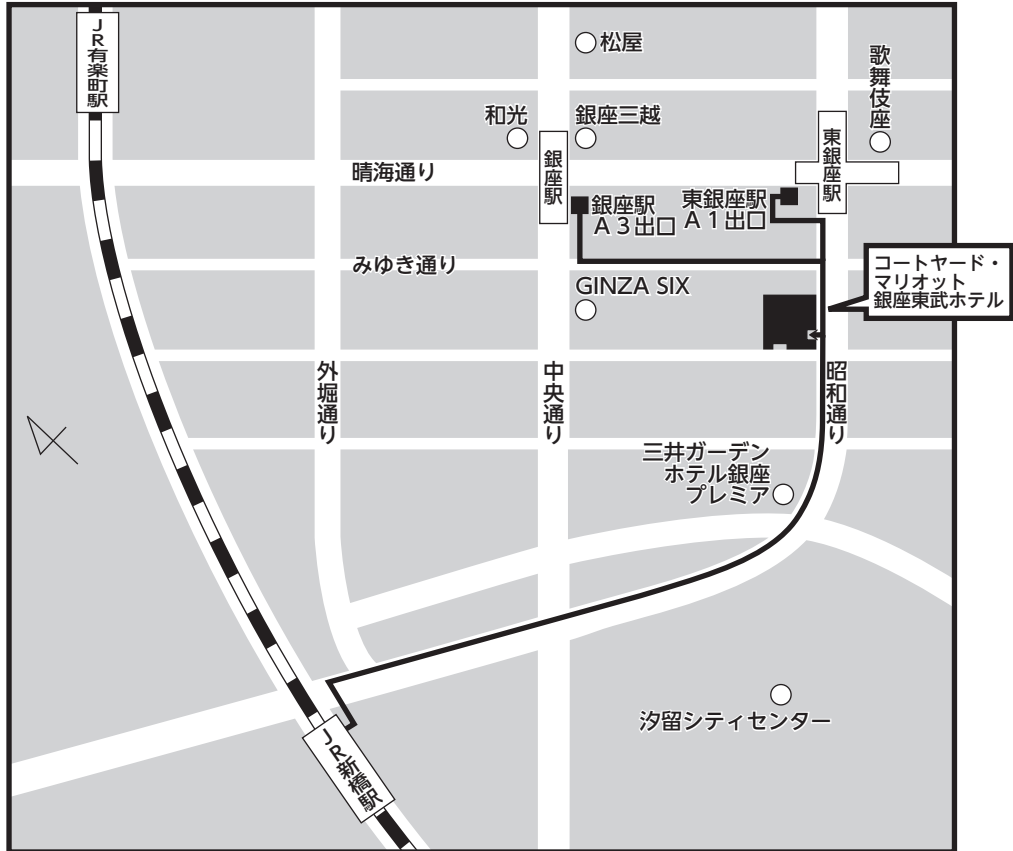 JR有楽町駅
松屋
歌舞伎座
和光
銀座三越
銀座駅
東銀座駅
晴海通り
銀座駅
A3出口
東銀座駅
A1出口
みゆき通り
GINZA SIX
コートヤード・
マリオット
銀座東武ホテル
外堀通り
中央通り
昭和通り
三井ガーデン
ホテル銀座
プレミア
汐留シティセンター
JR新橋駅